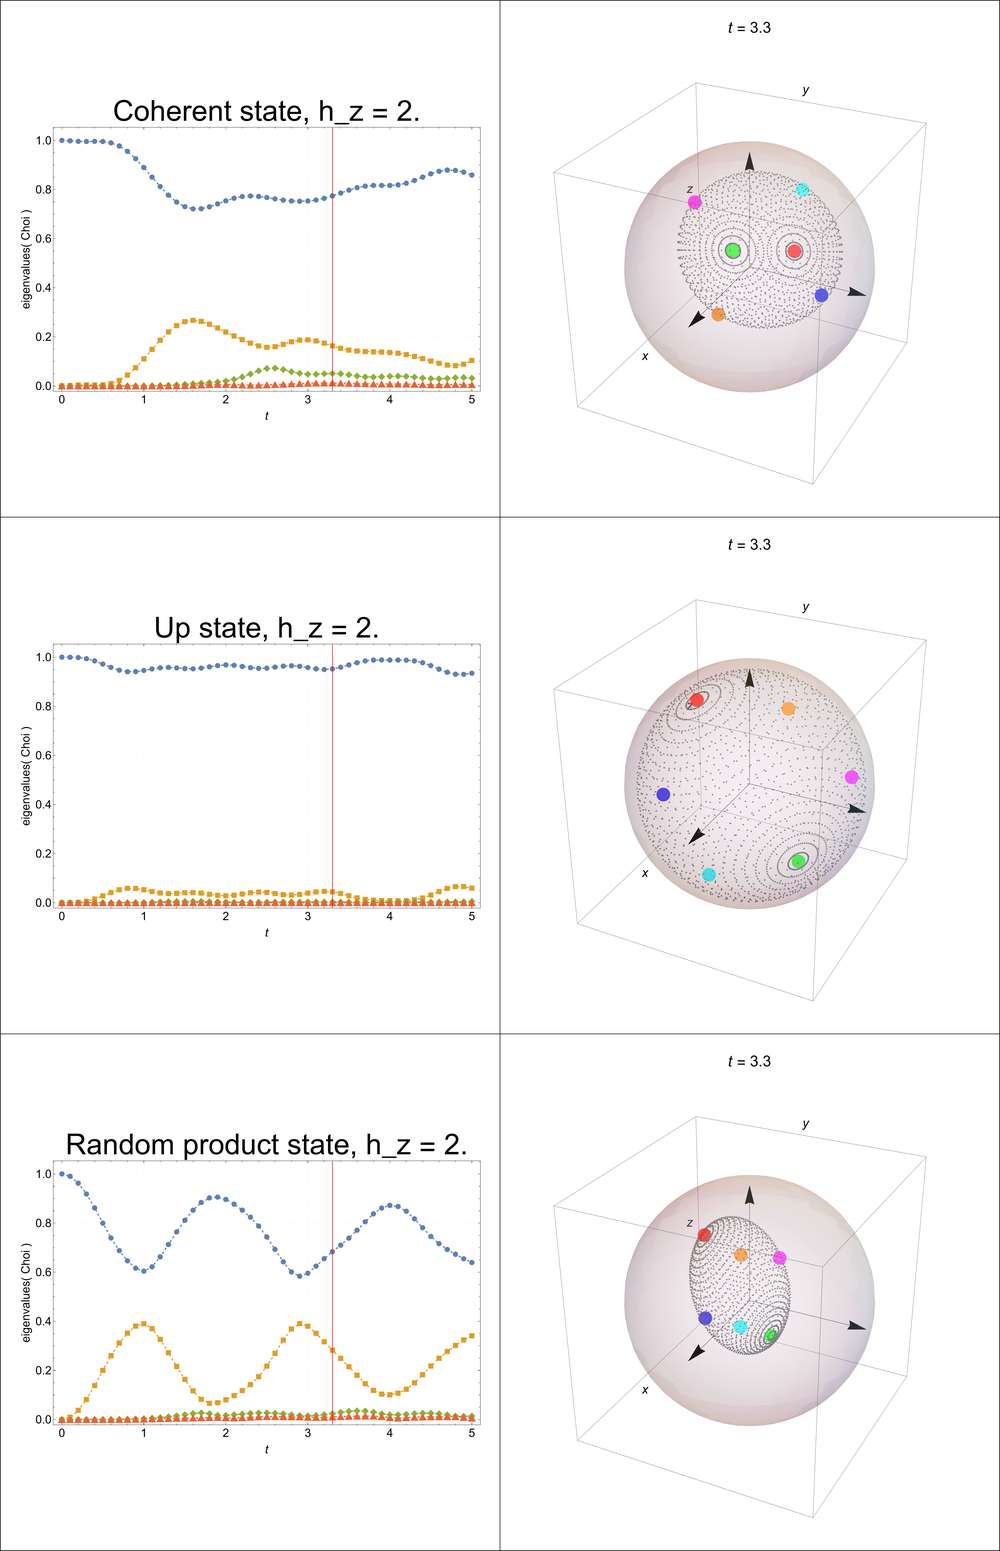 Coherent state, h_z = 2.
eigenvalues( Choi )
1.0
0.8
0.6
0.4
0.2
0.0
0 1 2 3 4 5
t
t = 3.3
y
z
x
Up state, h_z = 2.
eigenvalues( Choi )
1.0
0.8
0.6
0.4
0.2
0.0
0 1 2 3 4 5
t
t = 3.3
y
z
x
Random product state, h_z = 2.
eigenvalues( Choi )
1.0
0.8
0.6
0.4
0.2
0.0
0 1 2 3 4 5
t
t = 3.3
y
z
x